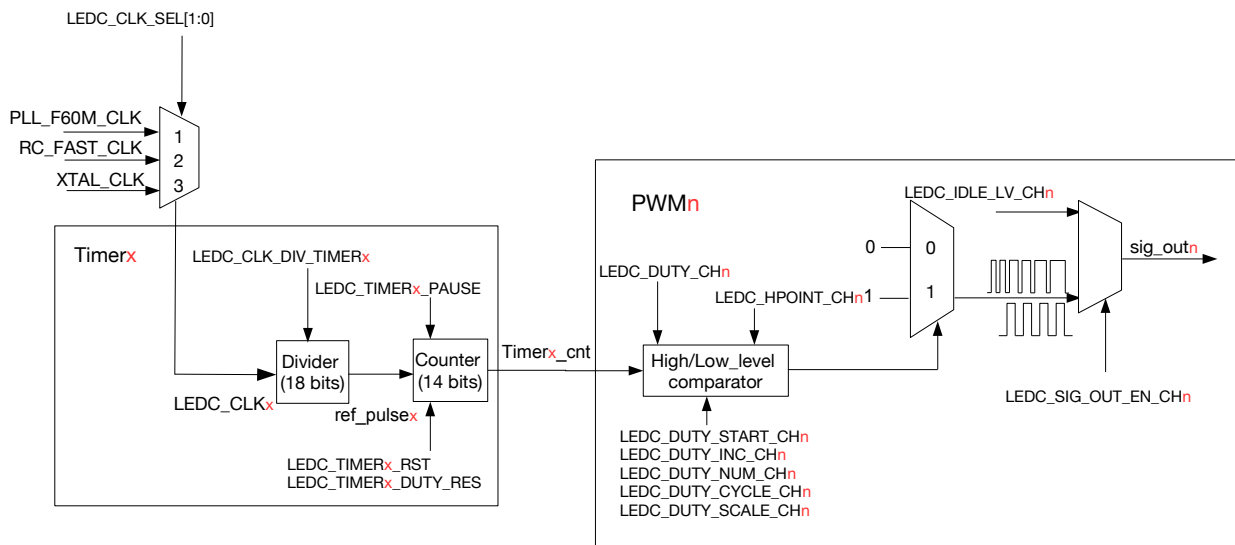 LEDC_CLK_SEL[1:0]
PLL_F60M_CLK
RC_FAST_CLK
XTAL_CLK
1
2
3
Timerx
LEDC_CLK_DIV_TIMERx
LEDC_TIMERx_PAUSE
Divider
(18 bits)
Counter
(14 bits)
LEDC_CLKx
ref_pulsex
LEDC_TIMERx_RST
LEDC_TIMERx_DUTY_RES
Timerx_cnt
PWMn
LEDC_DUTY_CHn
LEDC_HPOINT_CHn
High/Low_level
comparator
LEDC_DUTY_START_CHn
LEDC_DUTY_INC_CHn
LEDC_DUTY_NUM_CHn
LEDC_DUTY_CYCLE_CHn
LEDC_DUTY_SCALE_CHn
0
1
0
1
LEDC_IDLE_LV_CHn
sig_outn
LEDC_SIG_OUT_EN_CHn